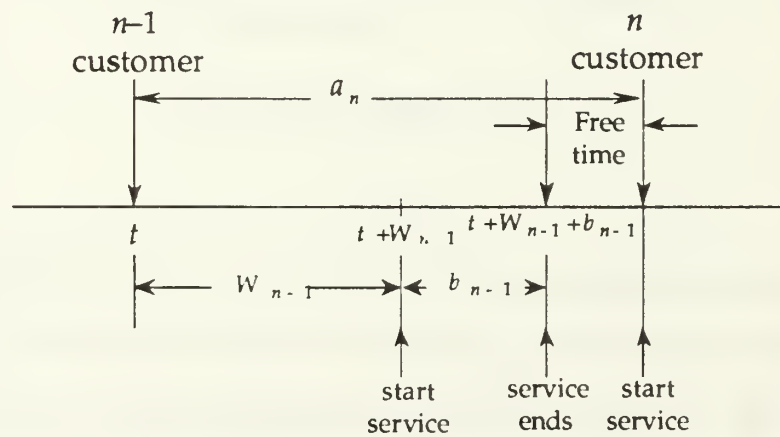 n–1
customer
n
customer
a n
Free
time
t
t +W n- 1
t +W n-1 +b n-1
W n - 1
b n - 1
start
service
service
ends
start
service